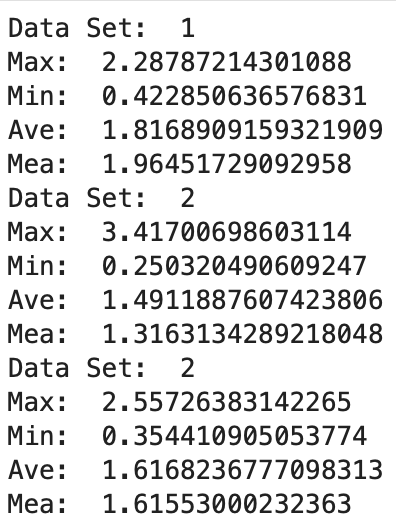 Data Set:  1
Max:  2.28787214301088
Min:  0.422850636576831
Ave:  1.8168909159321909
Mea:  1.96451729092958
Data Set:  2
Max:  3.41700698603114
Min:  0.250320490609247
Ave:  1.4911887607423806
Mea:  1.3163134289218048
Data Set:  2
Max:  2.55726383142265
Min:  0.354410905053774
Ave:  1.6168236777098313
Mea:  1.61553000232363